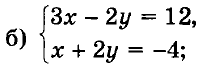 б) { 3x − 2y = 12,
x + 2y = −4;